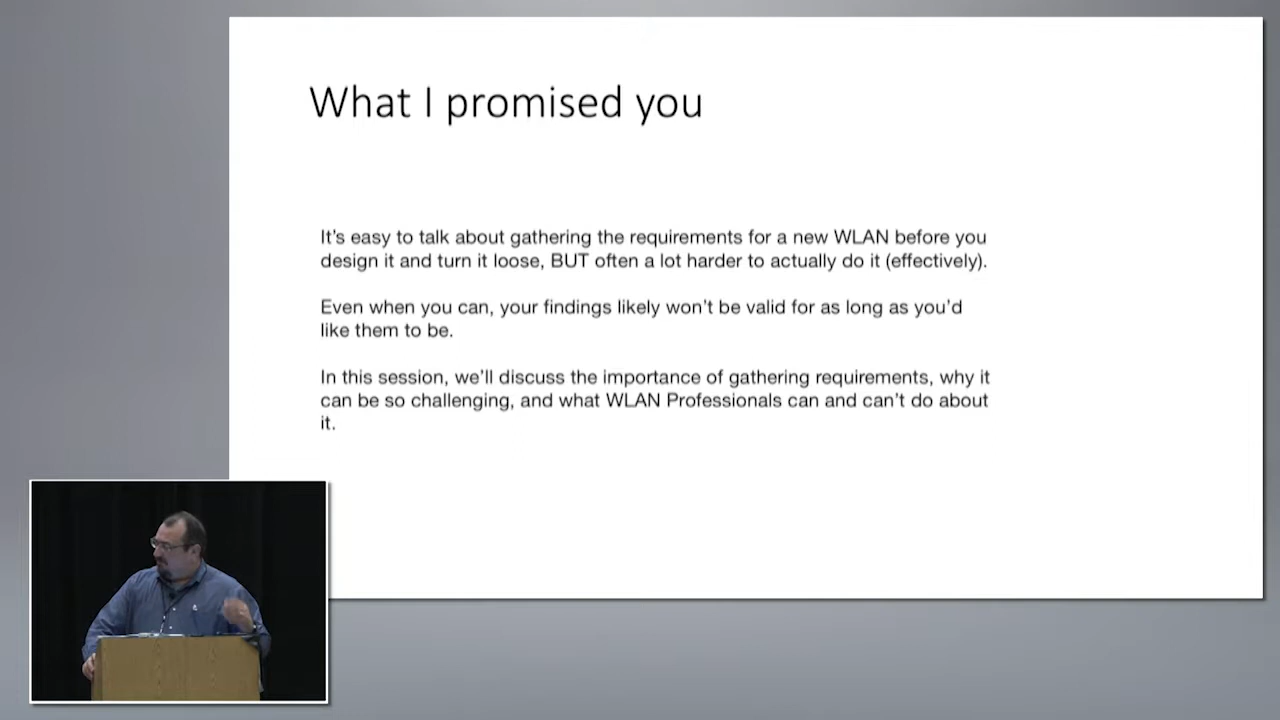 What I promised you
It's easy to talk about gathering the requirements for a new WLAN before you
design it and turn it loose, BUT often a lot harder to actually do it (effectively).
Even when you can, your findings likely won't be valid for as long as you'd
like them to be.
In this session, we'll discuss the importance of gathering requirements, why it
can be so challenging, and what WLAN Professionals can and can't do about
it.